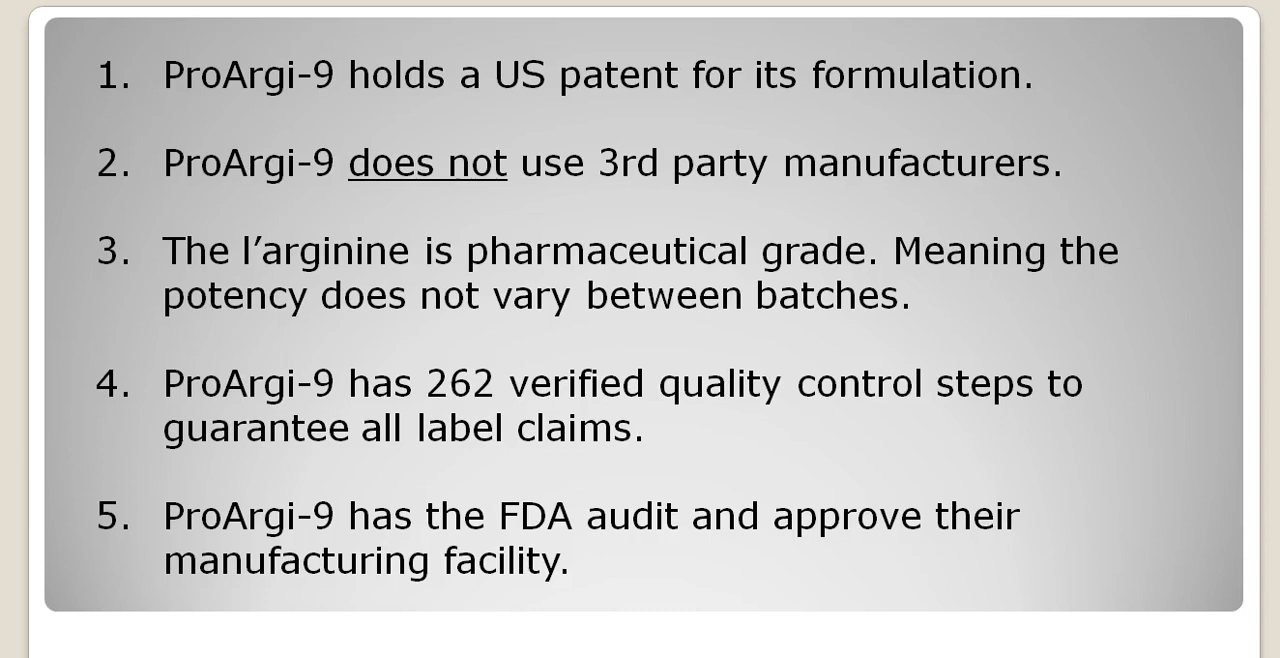 1. ProArgi-9 holds a US patent for its formulation.
2. ProArgi-9 does not use 3rd party manufacturers.
3. The l’arginine is pharmaceutical grade. Meaning the
potency does not vary between batches.
4. ProArgi-9 has 262 verified quality control steps to
guarantee all label claims.
5. ProArgi-9 has the FDA audit and approve their
manufacturing facility.